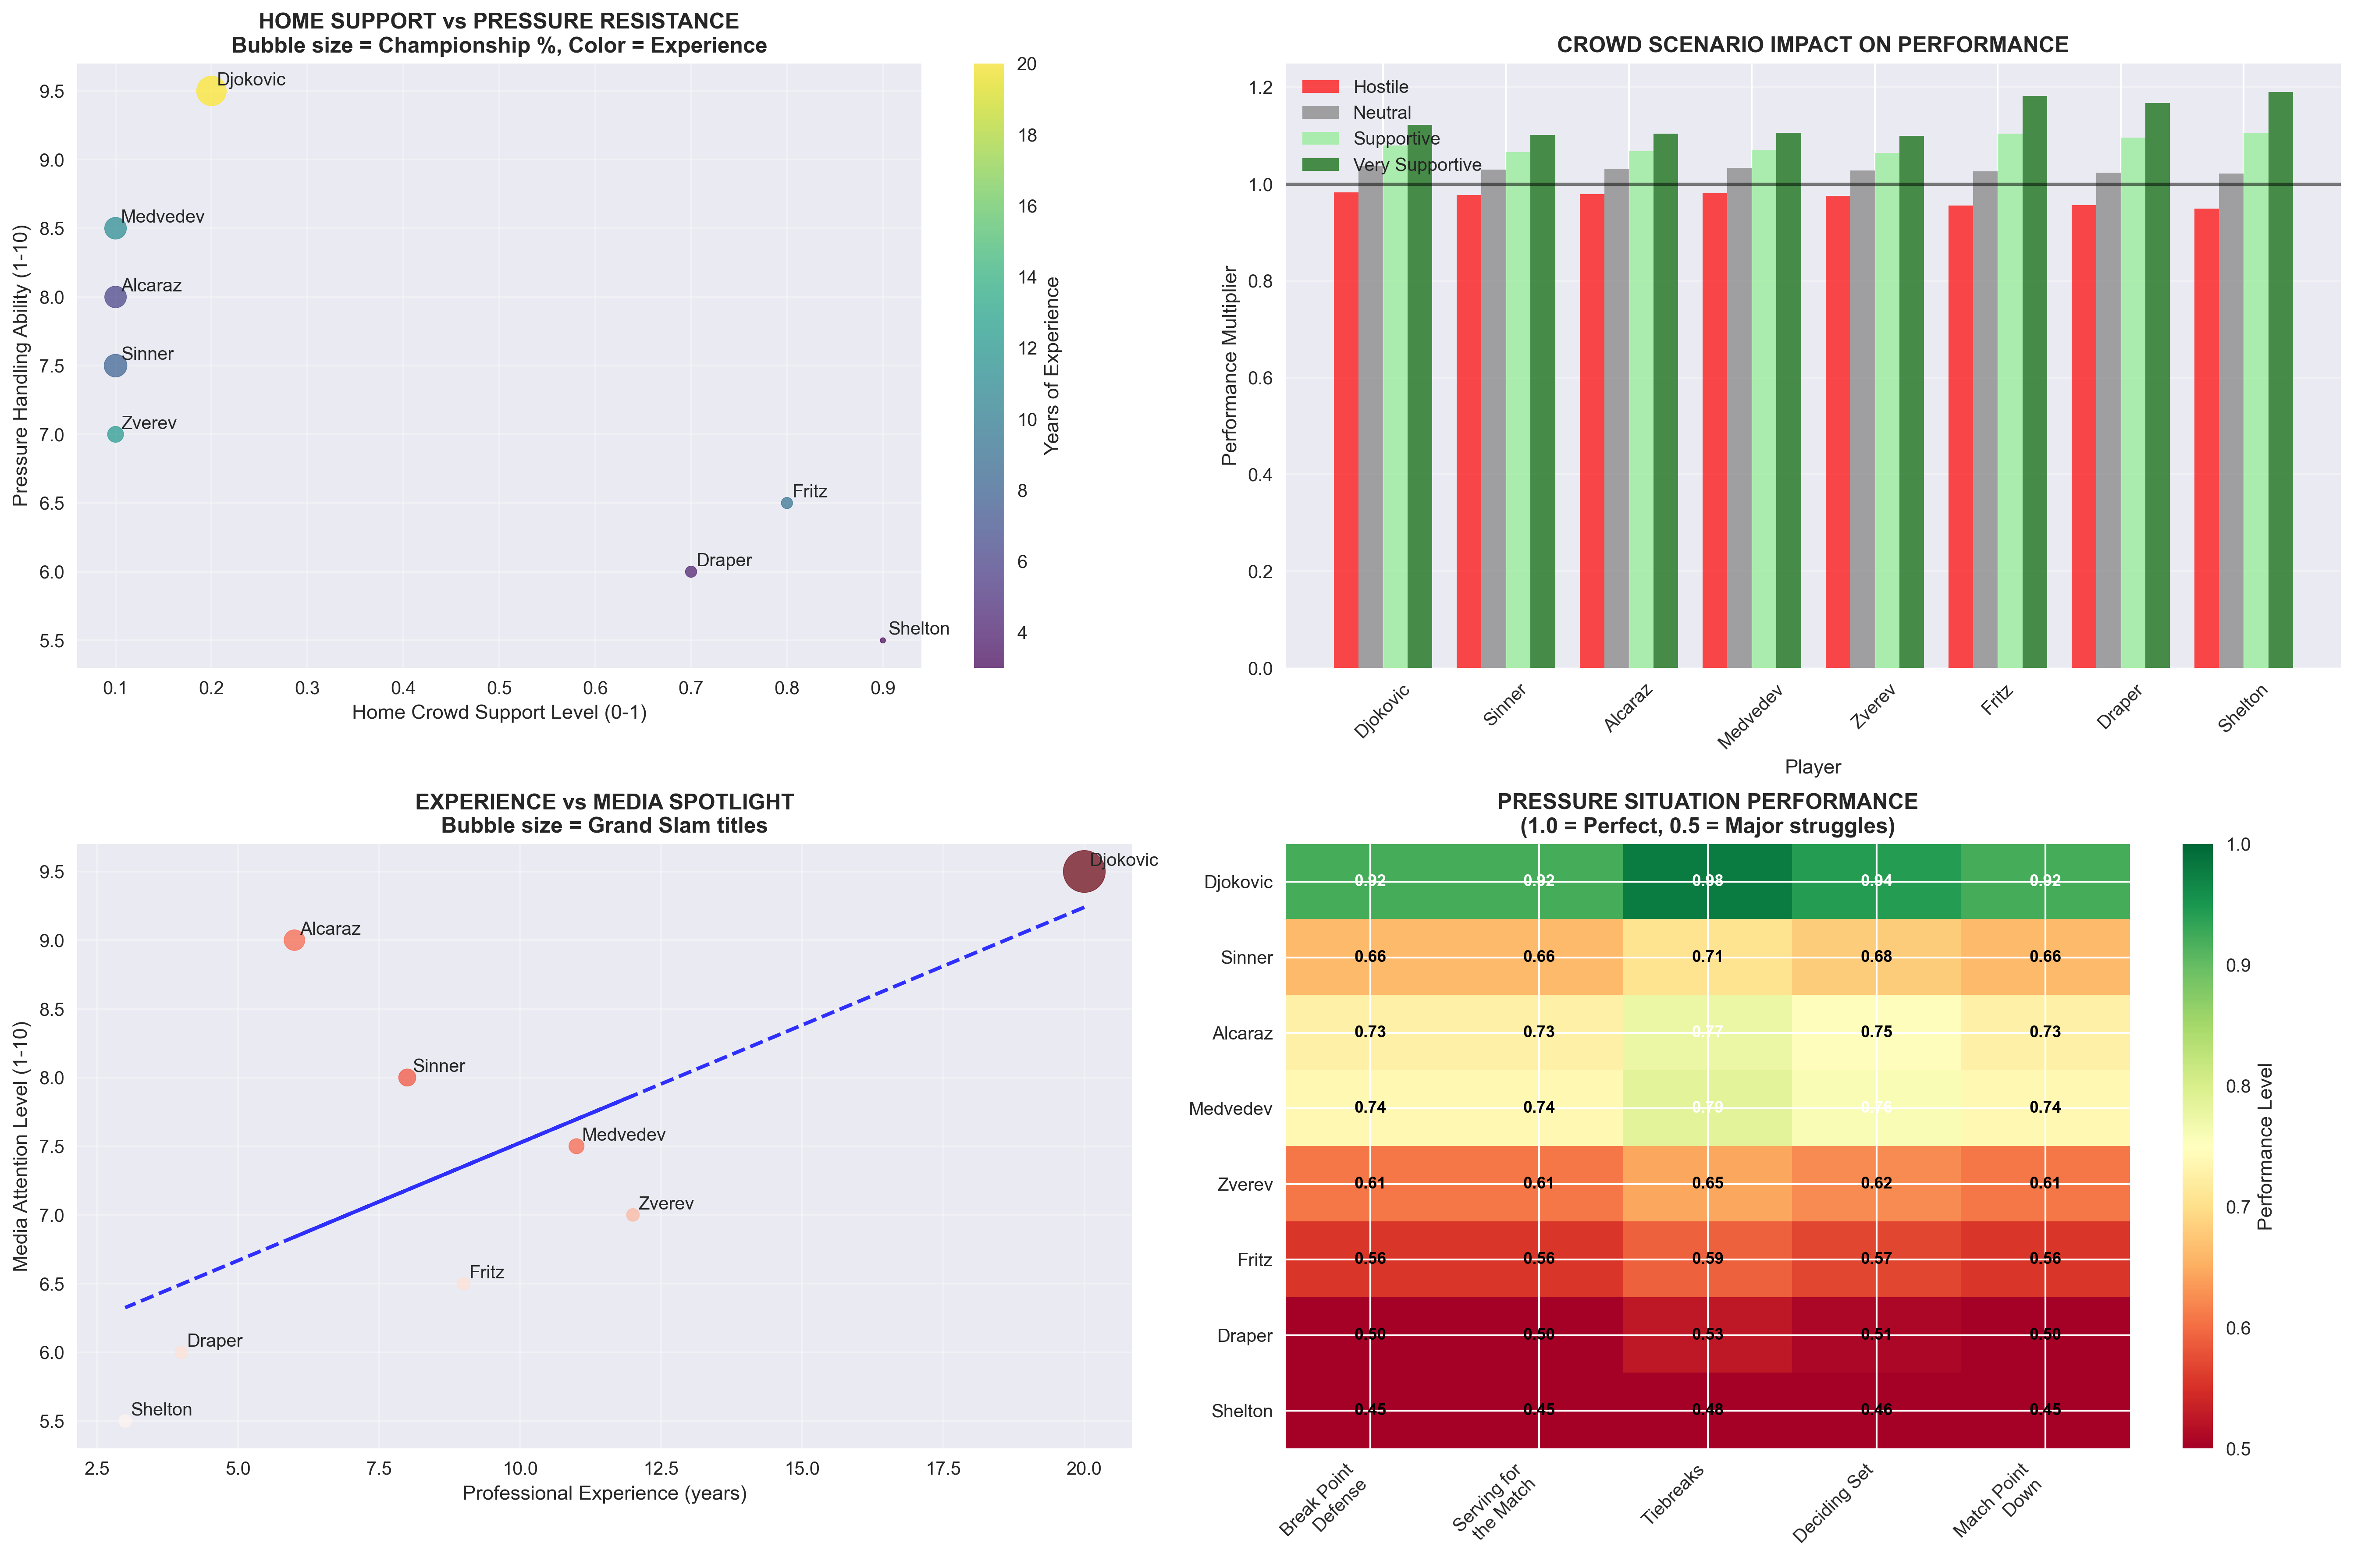 HOME SUPPORT vs PRESSURE RESISTANCE
Bubble size = Championship %, Color = Experience
Pressure Handling Ability (1-10)
9.5
9.0
8.5
8.0
7.5
7.0
6.5
6.0
5.5
Djokovic
Medvedev
Alcaraz
Sinner
Zverev
Fritz
Draper
Shelton
0.1
0.2
0.3
0.4
0.5
0.6
0.7
0.8
0.9
Home Crowd Support Level (0-1)
20
18
16
14
12
10
8
6
4
Years of Experience
CROWD SCENARIO IMPACT ON PERFORMANCE
Hostile
Neutral
Supportive
Very Supportive
Performance Multiplier
1.2
1.0
0.8
0.6
0.4
0.2
0.0
Djokovic
Sinner
Alcaraz
Medvedev
Zverev
Fritz
Draper
Shelton
Player
EXPERIENCE vs MEDIA SPOTLIGHT
Bubble size = Grand Slam titles
Media Attention Level (1-10)
9.5
9.0
8.5
8.0
7.5
7.0
6.5
6.0
5.5
Djokovic
Alcaraz
Sinner
Medvedev
Zverev
Fritz
Draper
Shelton
2.5
5.0
7.5
10.0
12.5
15.0
17.5
20.0
Professional Experience (years)
PRESSURE SITUATION PERFORMANCE
(1.0 = Perfect, 0.5 = Major struggles)
Djokovic 0.92 0.92 0.98 0.94 0.92
Sinner 0.66 0.66 0.71 0.68 0.66
Alcaraz 0.73 0.73 0.77 0.75 0.73
Medvedev 0.74 0.74 0.79 0.74
Zverev 0.61 0.61 0.65 0.62 0.61
Fritz 0.56 0.56 0.59 0.57 0.56
Draper 0.50 0.50 0.53 0.51 0.50
Shelton 0.45 0.45 0.48 0.46 0.45
Break Point
Defense
Serving for
the Match
Tiebreaks
Deciding Set
Match Point
Down
1.0
0.9
0.8
0.7
0.6
0.5
Performance Level